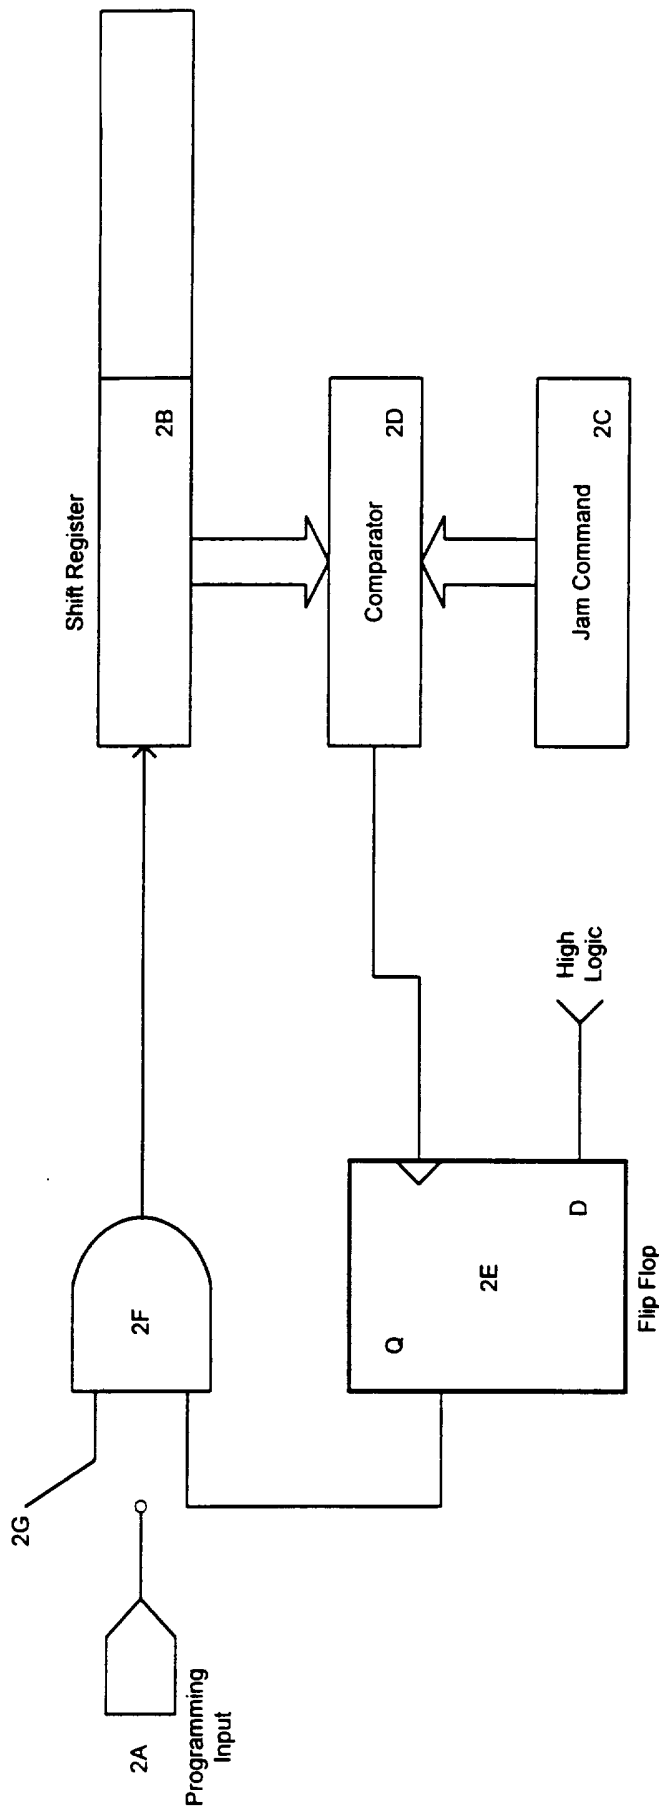 Shift Register
2B
2D
Comparator
2C
Jam Command
High
Logic
2F
Q
2E
D
Flip Flop
2G
2A
Programming
Input